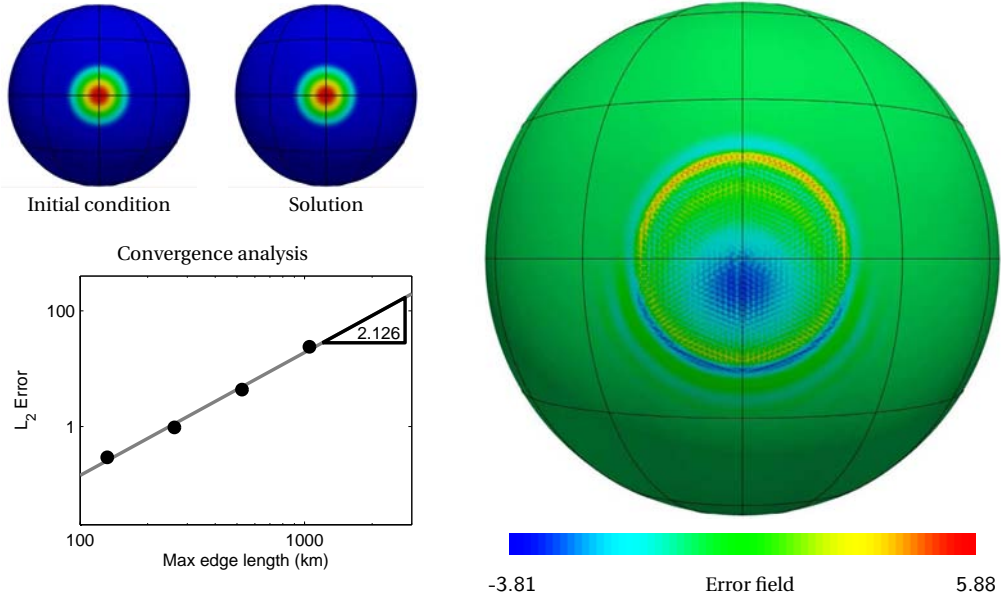 Initial condition
Solution
Convergence analysis
100
1
L2 Error
2.126
100
1000
Max edge length (km)
-3.81
Error field
5.88